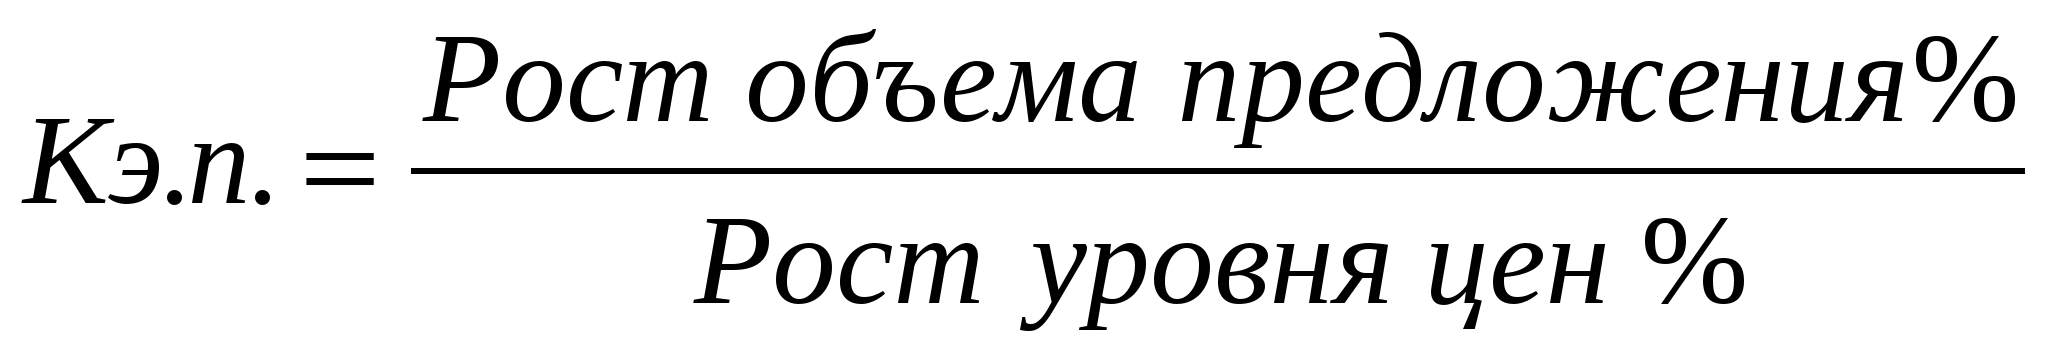 Рост объема предложения%
Кэ.п. =
Рост уровня цен %